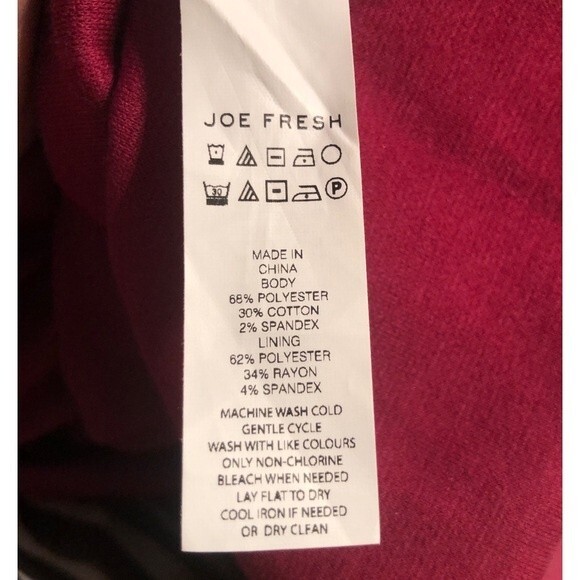 JOE FRESH
30 P
MADE IN
CHINA
BODY
68% POLYESTER
30% COTTON
2% SPANDEX
LINING
62% POLYESTER
34% RAYON
4% SPANDEX
MACHINE WASH COLD
GENTLE CYCLE
WASH WITH LIKE COLOURS
ONLY NON-CHLORINE
BLEACH WHEN NEEDED
LAY FLAT TO DRY
COOL IRON IF NEEDED
OR DRY CLEAN